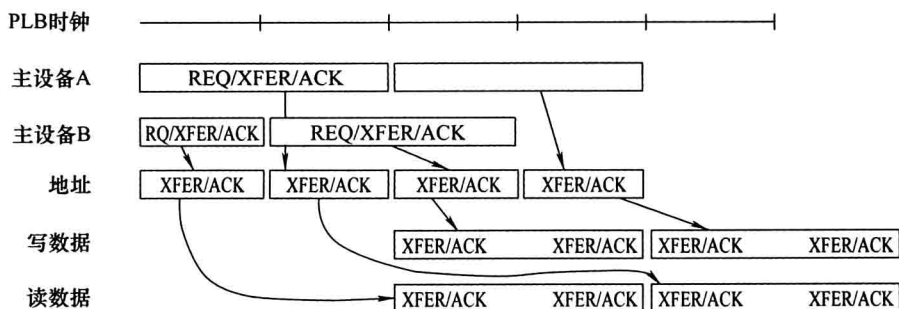 PLB时钟
主设备A REQ/XFER/ACK
主设备B RQ/XFER/ACK REQ/XFER/ACK
地址 XFER/ACK XFER/ACK XFER/ACK XFER/ACK
写数据 XFER/ACK XFER/ACK XFER/ACK XFER/ACK
读数据 XFER/ACK XFER/ACK XFER/ACK XFER/ACK